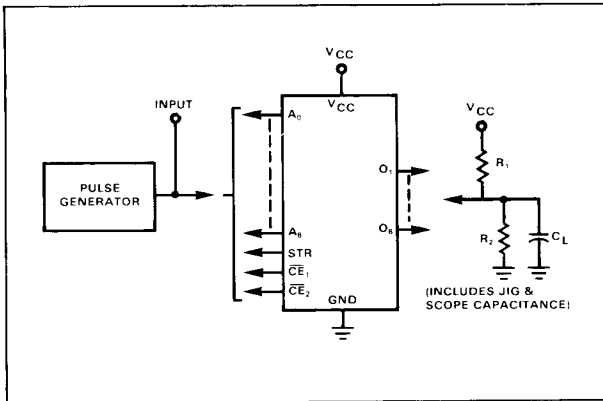 VCC
INPUT
VCC
A0
VCC
R1
O1
PULSE
GENERATOR
A8
O8
R2
CL
STR
CE1
CE2
(INCLUDES JIG &
SCOPE CAPACITANCE)
GND